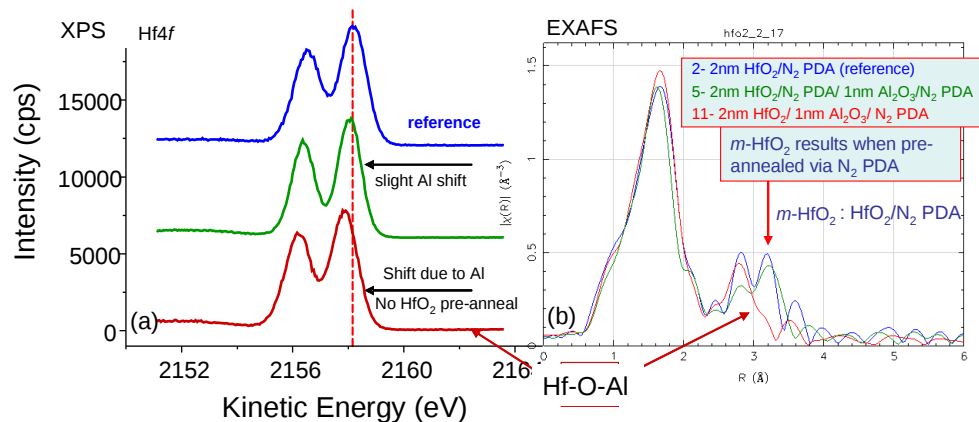 XPS
Hf4f
Intensity (cps)
15000
10000
5000
0
reference
slight Al shift
Shift due to Al
No HfO₂ pre-anneal
(a)
2152
2156
2160
216
Kinetic Energy (eV)
Hf-O-Al
EXAFS
hfo2_2_17
2- 2nm HfO₂/N₂ PDA (reference)
5- 2nm HfO₂/N₂ PDA/ 1nm Al₂O₃/N₂ PDA
11- 2nm HfO₂/ 1nm Al₂O₃/ N₂ PDA
m-HfO₂ results when pre-
annealed via N₂ PDA
m-HfO₂ : HfO₂/N₂ PDA
|χ(R)| (Å⁻³)
1.5
1
0.5
0
(b)
0
1
2
3
4
5
6
R (Å)